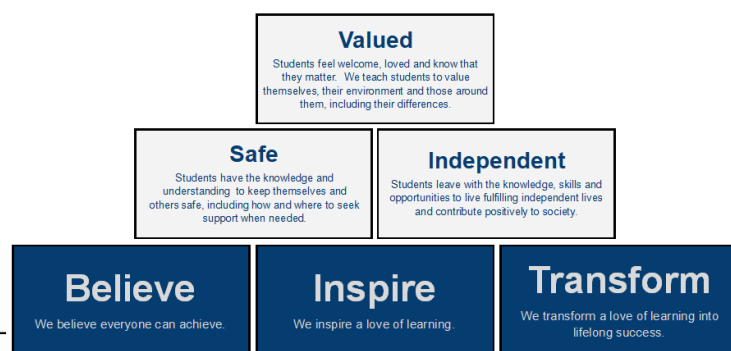 Valued
Students feel welcome, loved and know that
they matter. We teach students to value
themselves, their environment and those around
them, including their differences.
Safe
Students have the knowledge and
understanding to keep themselves and
others safe, including how and where to seek
support when needed.
Independent
Students leave with the knowledge, skills and
opportunities to live fulfilling independent lives
and contribute positively to society.
Believe
We believe everyone can achieve.
Inspire
We inspire a love of learning.
Transform
We transform a love of learning into
lifelong success.